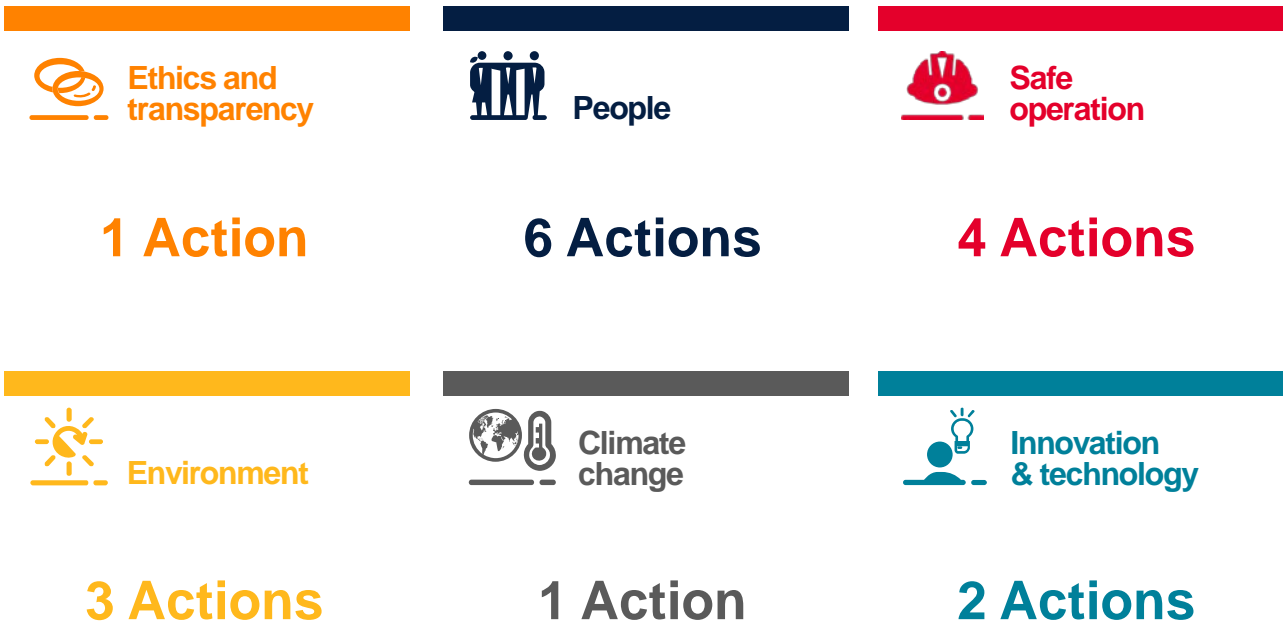 Ethics and
transparency
People
Safe
operation
1 Action
6 Actions
4 Actions
Environment
Climate
change
Innovation
& technology
3 Actions
1 Action
2 Actions